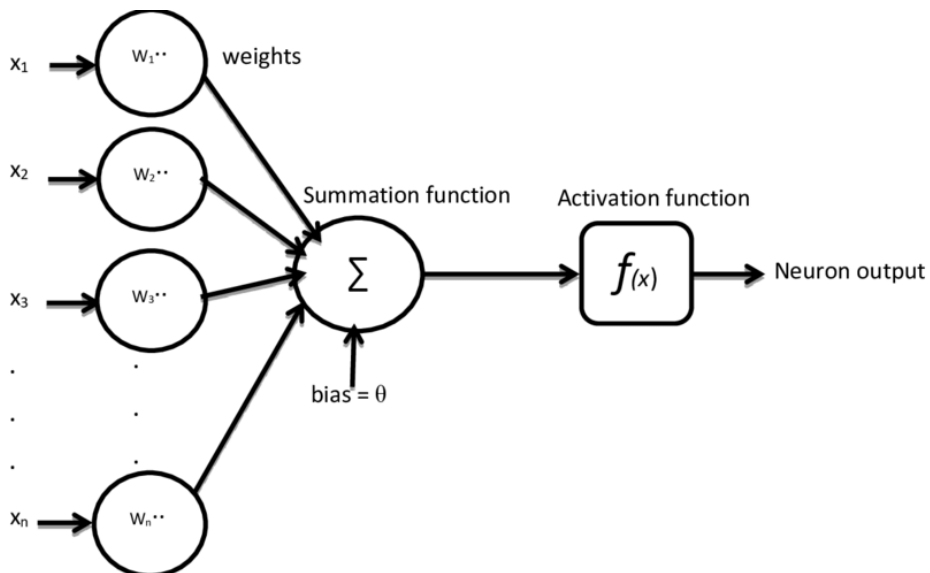 x₁
W₁··
weights
x₂
W₂··
Summation function
Activation function
x₃
W₃··
∑
f(x)
Neuron output
bias = θ
xₙ
Wₙ··